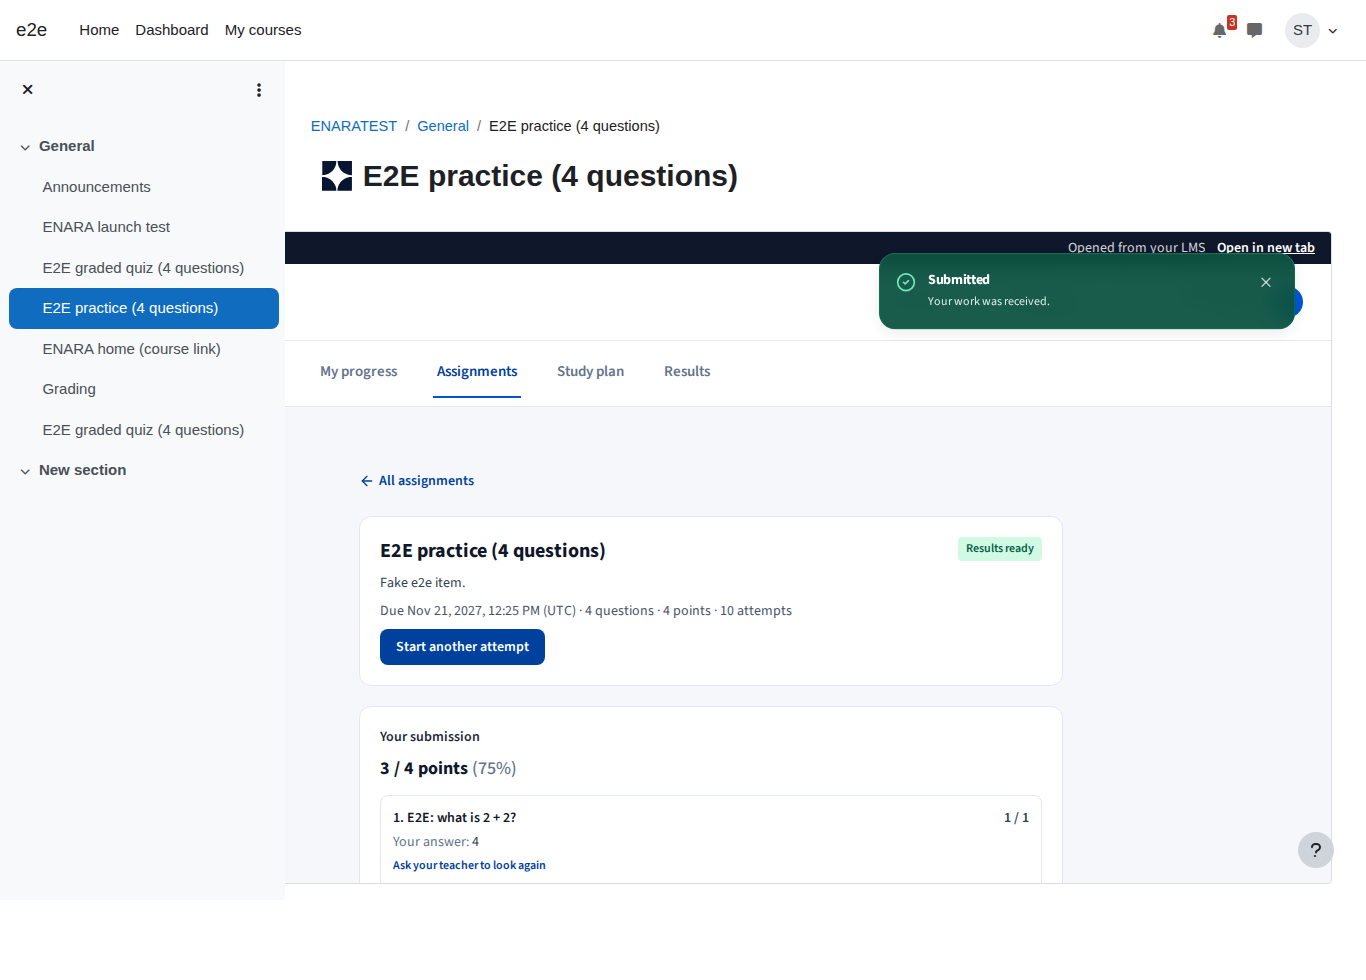 e2e
Home
Dashboard
My courses
3
ST
General
Announcements
ENARA launch test
E2E graded quiz (4 questions)
E2E practice (4 questions)
ENARA home (course link)
Grading
E2E graded quiz (4 questions)
New section
ENARATEST / General / E2E practice (4 questions)
E2E practice (4 questions)
Opened from your LMS
Open in new tab
Submitted
Your work was received.
My progress
Assignments
Study plan
Results
All assignments
E2E practice (4 questions)
Results ready
Fake e2e item.
Due Nov 21, 2027, 12:25 PM (UTC) · 4 questions · 4 points · 10 attempts
Start another attempt
Your submission
3 / 4 points (75%)
1. E2E: what is 2 + 2?
1 / 1
Your answer: 4
Ask your teacher to look again
?